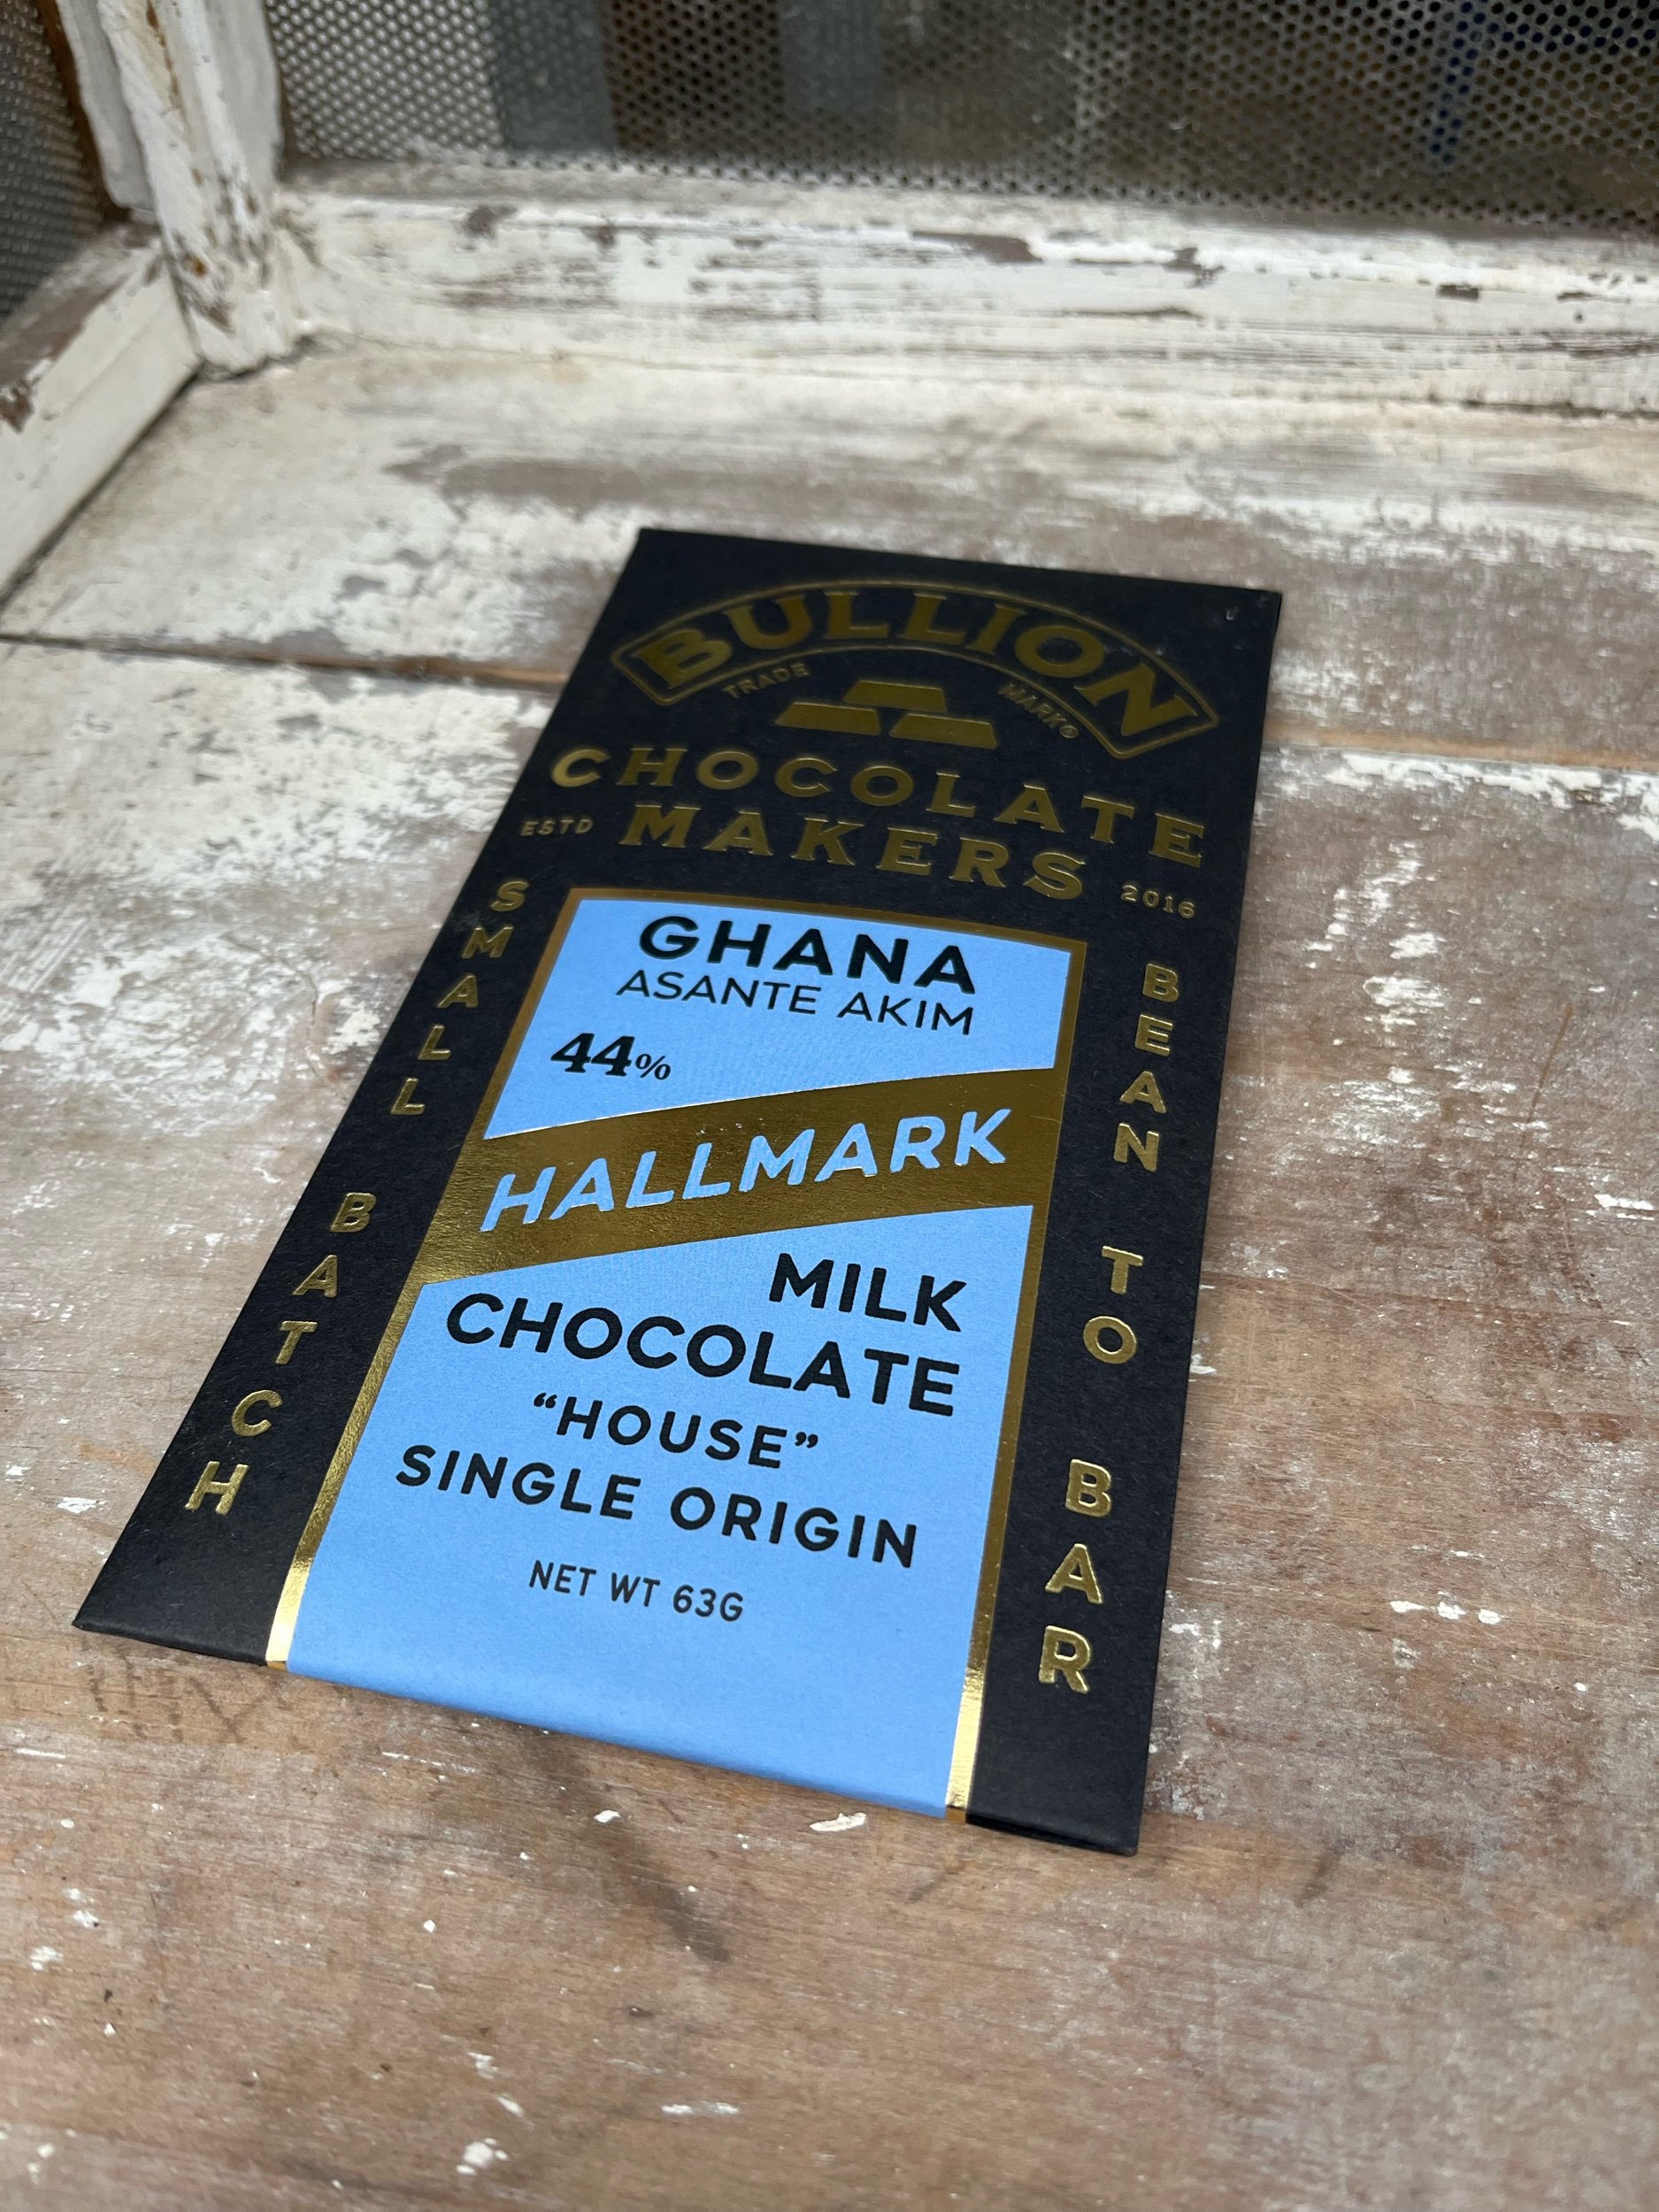 BULLION
TRADE MARK®
CHOCOLATE
ESTD MAKERS 2016
SMALL BATCH
BEAN TO BAR
GHANA
ASANTE AKIM
44%
HALLMARK
MILK
CHOCOLATE
“HOUSE”
SINGLE ORIGIN
NET WT 63G